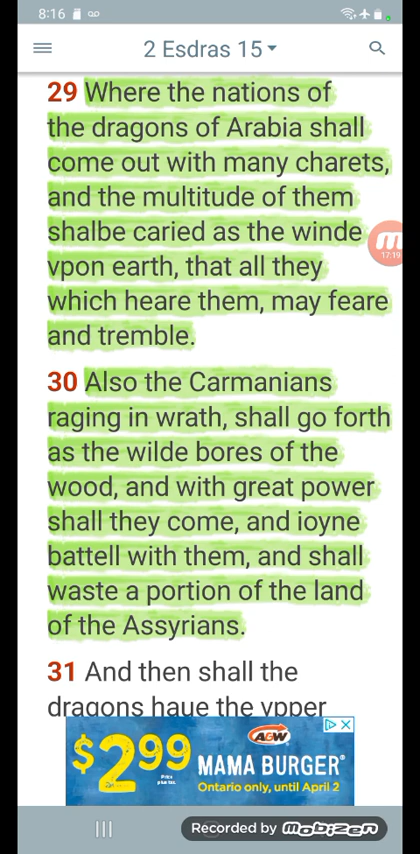 8:16
2 Esdras 15
29 Where the nations of
the dragons of Arabia shall
come out with many charets,
and the multitude of them
shalbe caried as the winde
vpon earth, that all they
which heare them, may feare
and tremble.
17:19
30 Also the Carmanians
raging in wrath, shall go forth
as the wilde bores of the
wood, and with great power
shall they come, and ioyne
battell with them, and shall
waste a portion of the land
of the Assyrians.
31 And then shall the
dragons haue the vpper
$2.99
Price plus tax.
A&W
MAMA BURGER®
Ontario only, until April 2
Recorded by mobizen